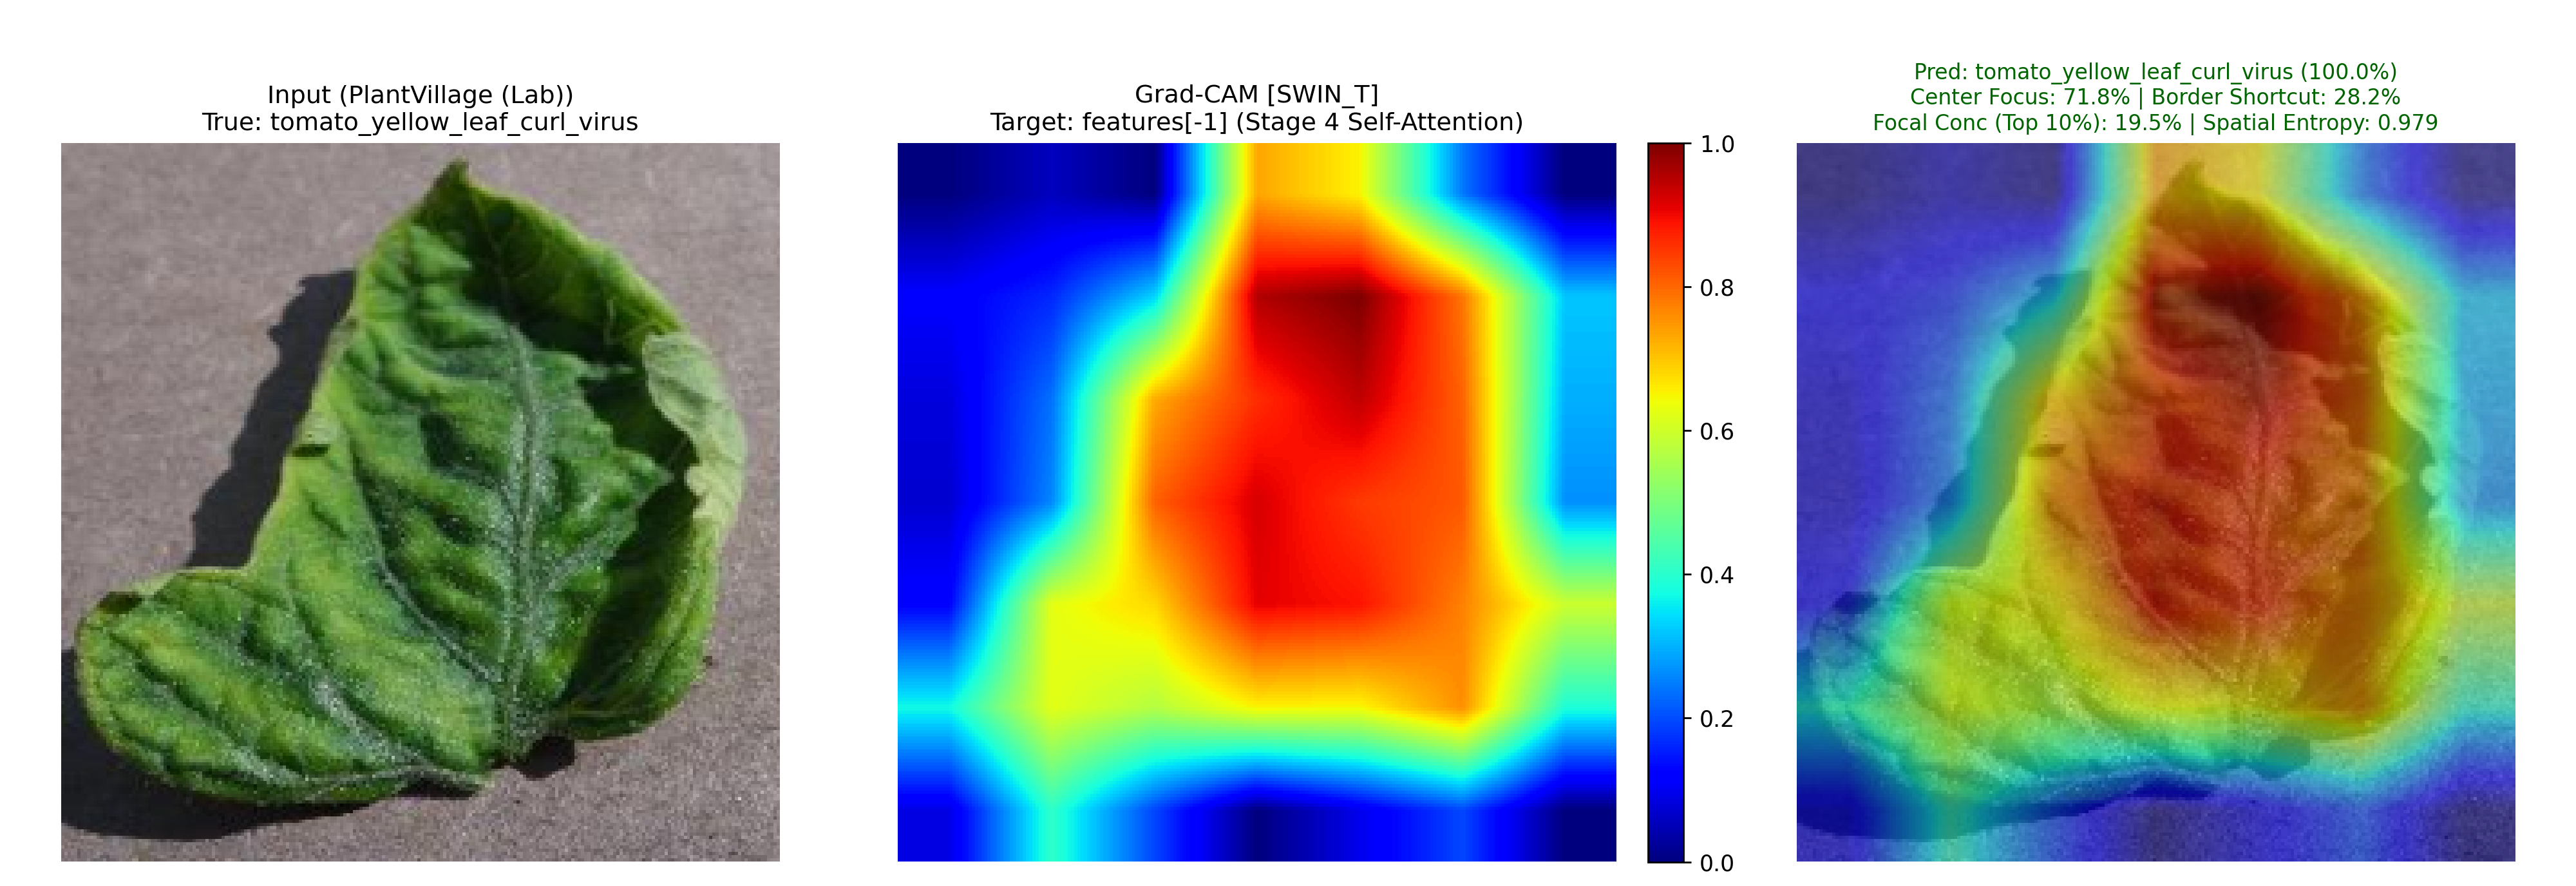 Input (PlantVillage (Lab))
True: tomato_yellow_leaf_curl_virus
Grad-CAM [SWIN_T]
Target: features[-1] (Stage 4 Self-Attention)
1.0
0.8
0.6
0.4
0.2
0.0
Pred: tomato_yellow_leaf_curl_virus (100.0%)
Center Focus: 71.8% | Border Shortcut: 28.2%
Focal Conc (Top 10%): 19.5% | Spatial Entropy: 0.979